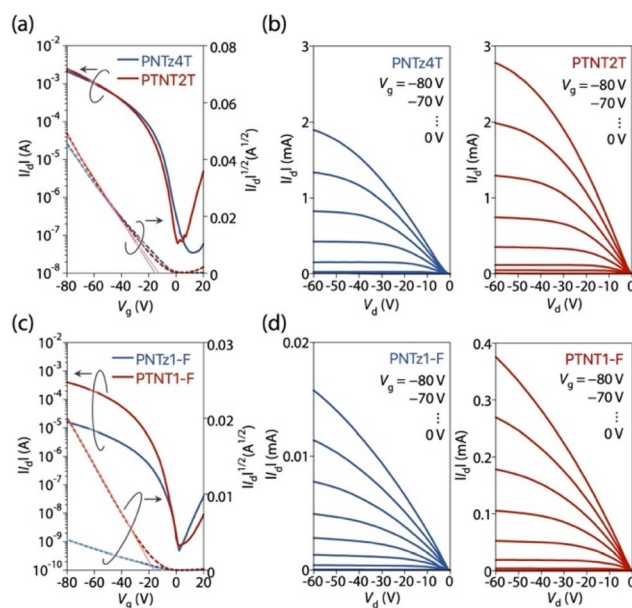 (a)
PNTz4T
PTNT2T
10-2
10-3
10-4
10-5
10-6
10-7
10-8
|Id| (A)
0.08
0.06
0.04
0.02
0
|Id|1/2(A1/2)
-80 -60 -40 -20 0 20
Vg (V)
(b)
PNTz4T
Vg = −80 V
−70 V
⋮
0 V
3
2
1
0
|Id| (mA)
-60 -50 -40 -30 -20 -10 0
Vd (V)
PTNT2T
Vg = −80 V
−70 V
⋮
0 V
3
2
1
0
|Id| (mA)
-60 -50 -40 -30 -20 -10 0
Vd (V)
(c)
PNTz1-F
PTNT1-F
10-2
10-3
10-4
10-5
10-6
10-7
10-8
10-9
10-10
|Id| (A)
0.03
0.02
0.01
0
|Id|1/2(A1/2)
-80 -60 -40 -20 0 20
Vg (V)
(d)
PNTz1-F
Vg = −80 V
−70 V
⋮
0 V
0.02
0.01
0
|Id| (mA)
-60 -50 -40 -30 -20 -10 0
Vd (V)
PTNT1-F
Vg = −80 V
−70 V
⋮
0 V
0.4
0.3
0.2
0.1
0
|Id| (mA)
-60 -50 -40 -30 -20 -10 0
Vd (V)